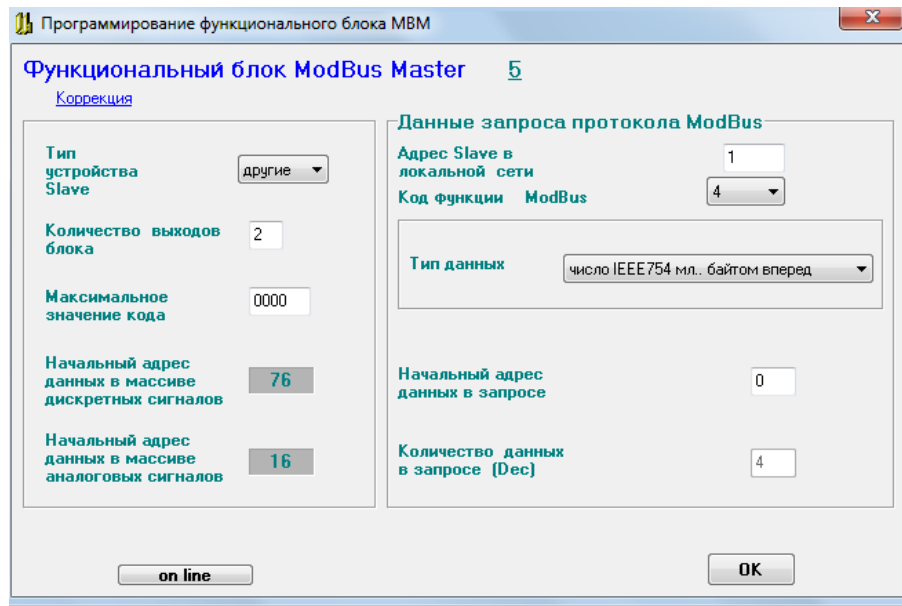 Программирование функционального блока МВМ
x
Функциональный блок ModBus Master 5
Коррекция
Тип
устройства
Slave
другие
Количество выходов
блока
2
Максимальное
значение кода
0000
Начальный адрес
данных в массиве
дискретных сигналов
76
Начальный адрес
данных в массиве
аналоговых сигналов
16
Данные запроса протокола ModBus
Адрес Slave в
локальной сети
1
Код функции ModBus
4
Тип данных
число IEEE754 мл.. байтом вперед
Начальный адрес
данных в запросе
0
Количество данных
в запросе (Dec)
4
on line
OK